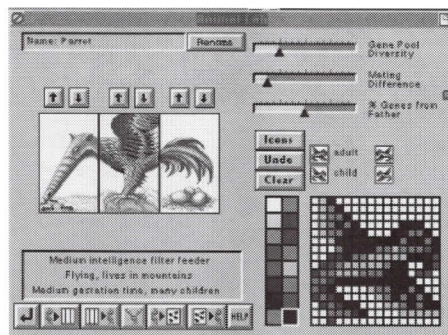 Animal Lab
Name: Parrot
Rename
Gene Pool
Diversity
Mating
Difference
% Genes from
Father
Icons
Undo
Clear
adult
child
Medium intelligence filter feeder
Flying, lives in mountains
Medium gestation time, many children
HELP